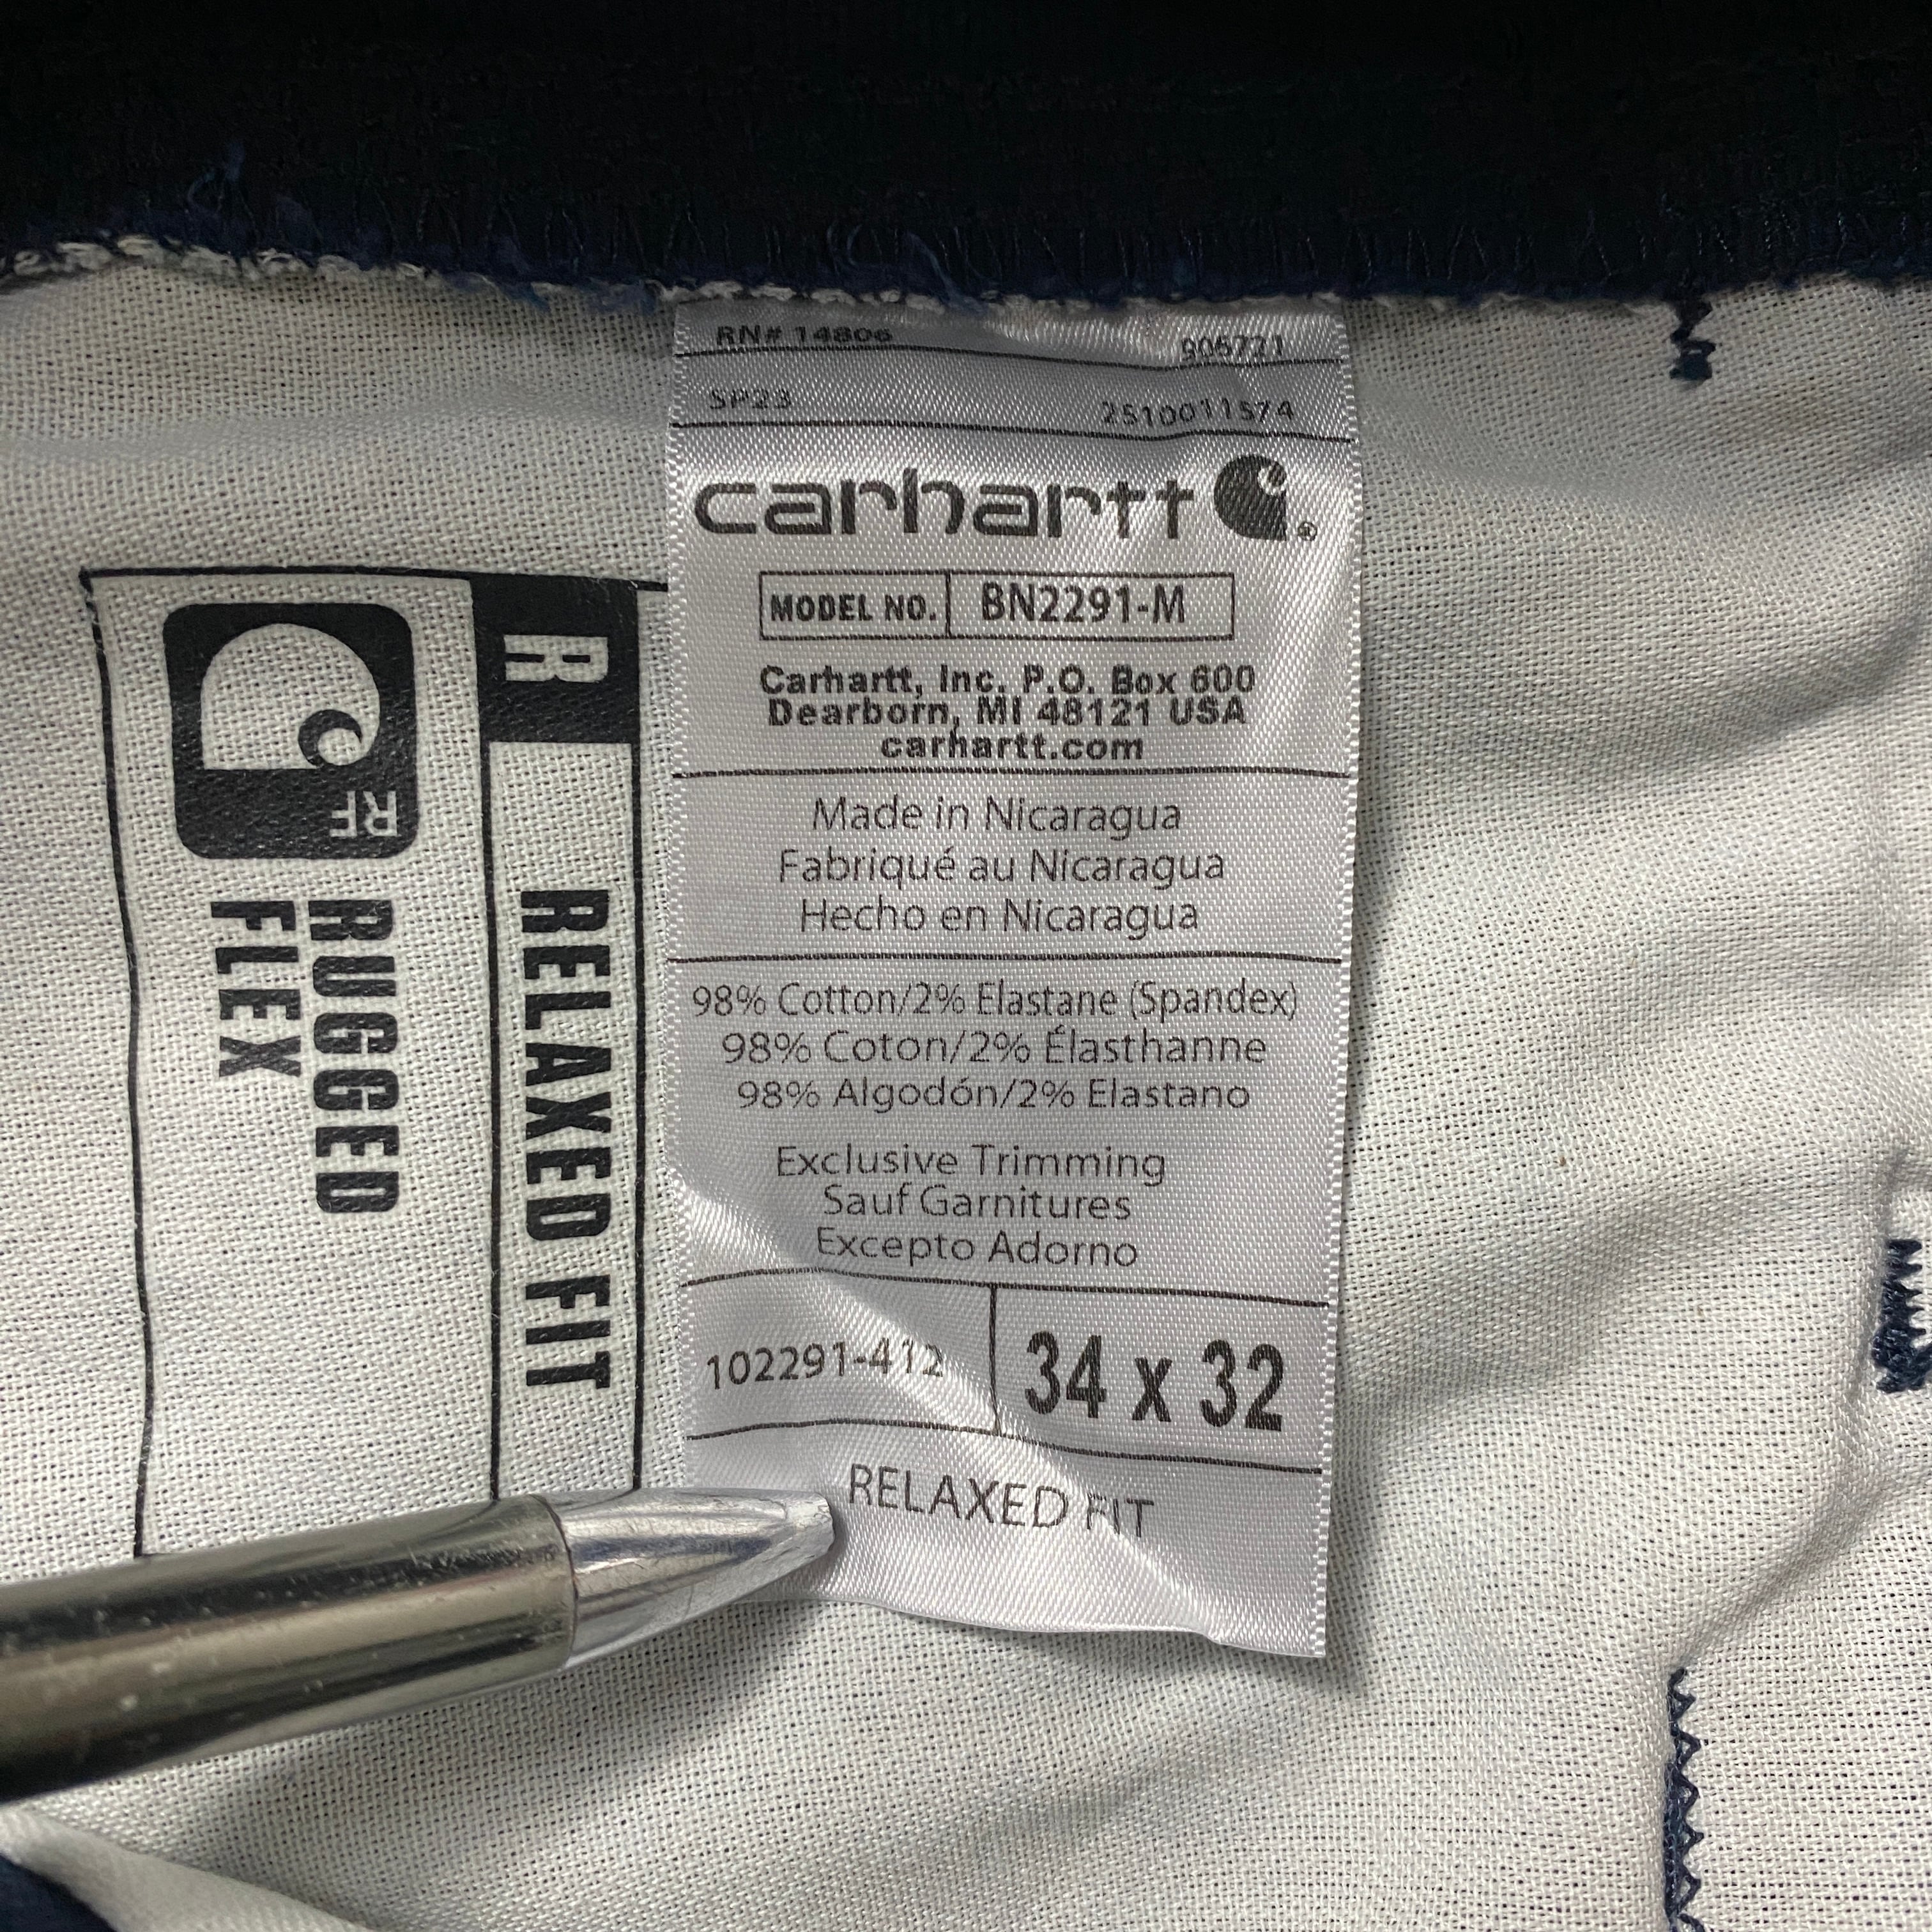 RN# 14806 906721
SP23 2510011574
carhartt ®
MODEL NO. BN2291-M
Carhartt, Inc. P.O. Box 600
Dearborn, MI 48121 USA
carhartt.com
Made in Nicaragua
Fabriqué au Nicaragua
Hecho en Nicaragua
98% Cotton/2% Elastane (Spandex)
98% Coton/2% Élasthanne
98% Algodón/2% Elastano
Exclusive Trimming
Sauf Garnitures
Excepto Adorno
102291-412 34 x 32
RELAXED FIT
R RELAXED FIT
RF
RUGGED
FLEX